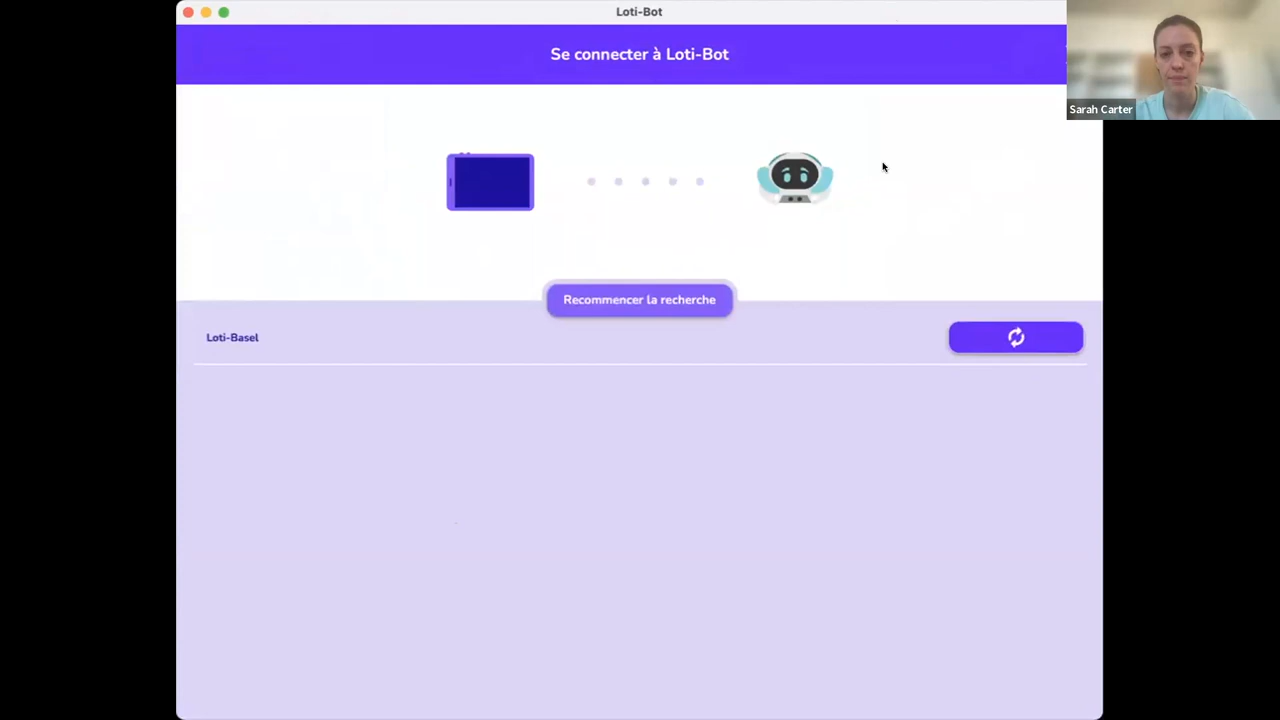 Loti-Bot
Se connecter à Loti-Bot
Sarah Carter
Recommencer la recherche
Loti-Basel